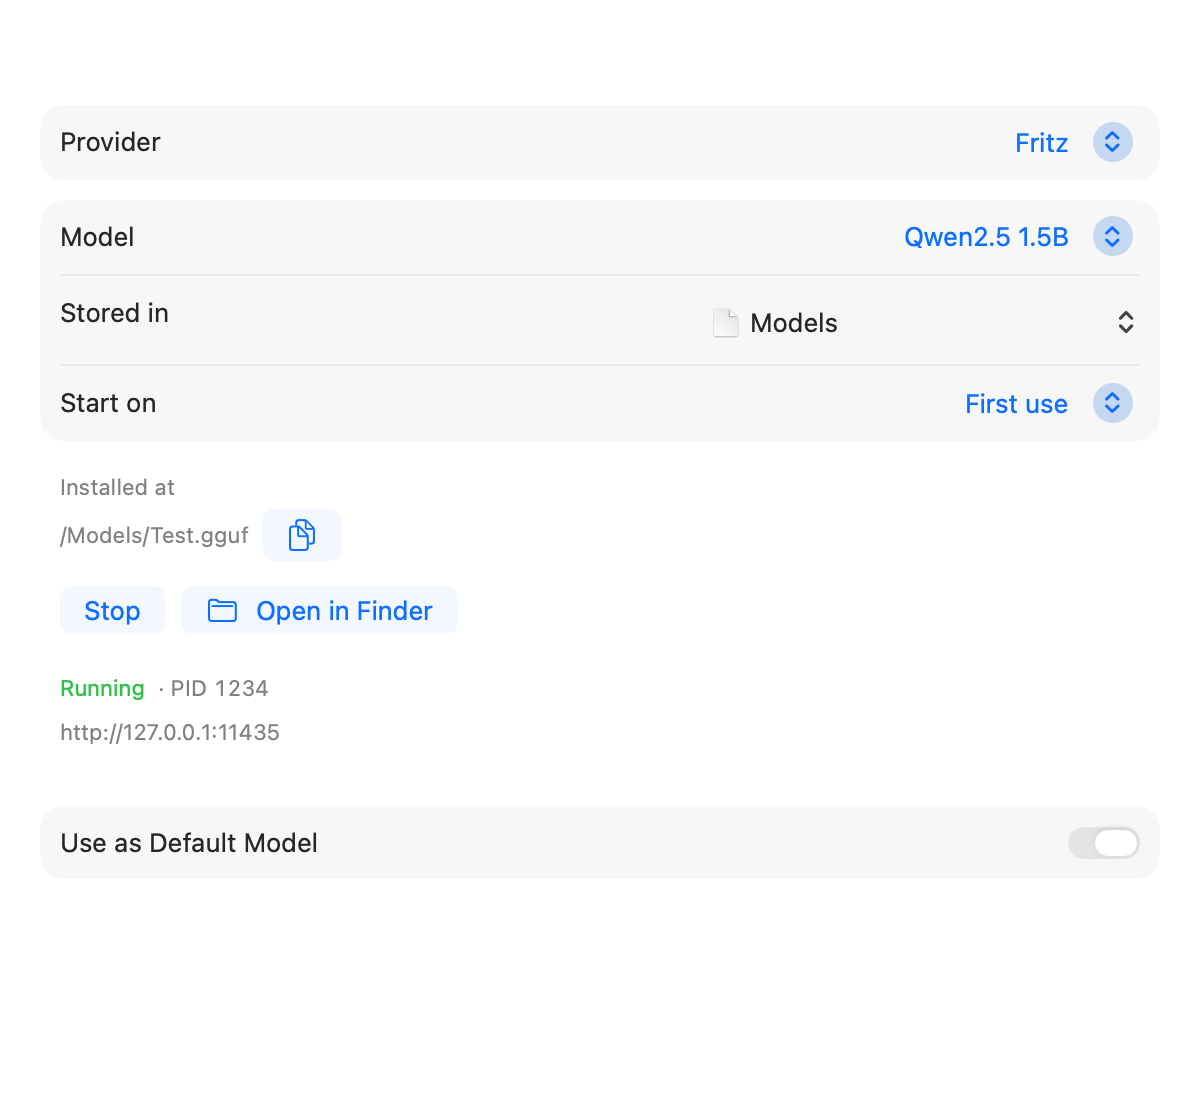 Provider Fritz
Model Qwen2.5 1.5B
Stored in Models
Start on First use
Installed at
/Models/Test.gguf
Stop Open in Finder
Running · PID 1234
http://127.0.0.1:11435
Use as Default Model